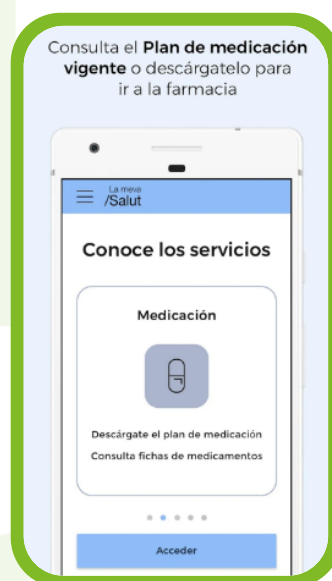 Consulta el Plan de medicación
vigente o descárgatelo para
ir a la farmacia
La meva
/Salut
Conoce los servicios
Medicación
Descárgate el plan de medicación
Consulta fichas de medicamentos
Acceder